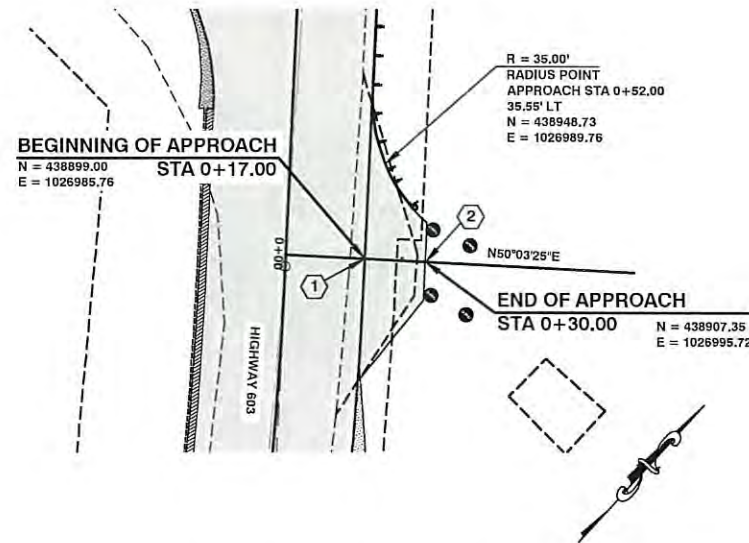 R = 35.00'
RADIUS POINT
APPROACH STA 0+52.00
35.55' LT
N = 438948.73
E = 1026989.76
BEGINNING OF APPROACH
STA 0+17.00
N = 438899.00
E = 1026985.76
2
0+00
N50°03'25"E
1
END OF APPROACH
STA 0+30.00
N = 438907.35
E = 1026995.72
HIGHWAY 603